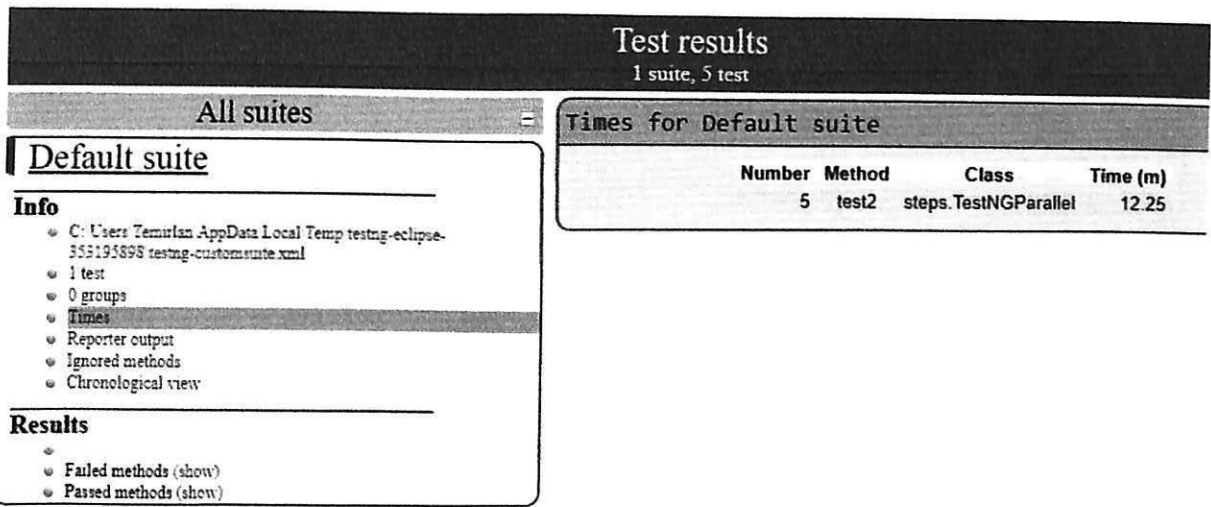 Test results
1 suite, 5 test
All suites
Default suite
Info
C: Users Temirlan AppData Local Temp testng-eclipse-
353195898 testng-customsuite.xml
1 test
0 groups
Times
Reporter output
Ignored methods
Chronological view
Results
Failed methods (show)
Passed methods (show)
Times for Default suite
Number Method Class Time (m)
5 test2 steps.TestNGParallel 12.25